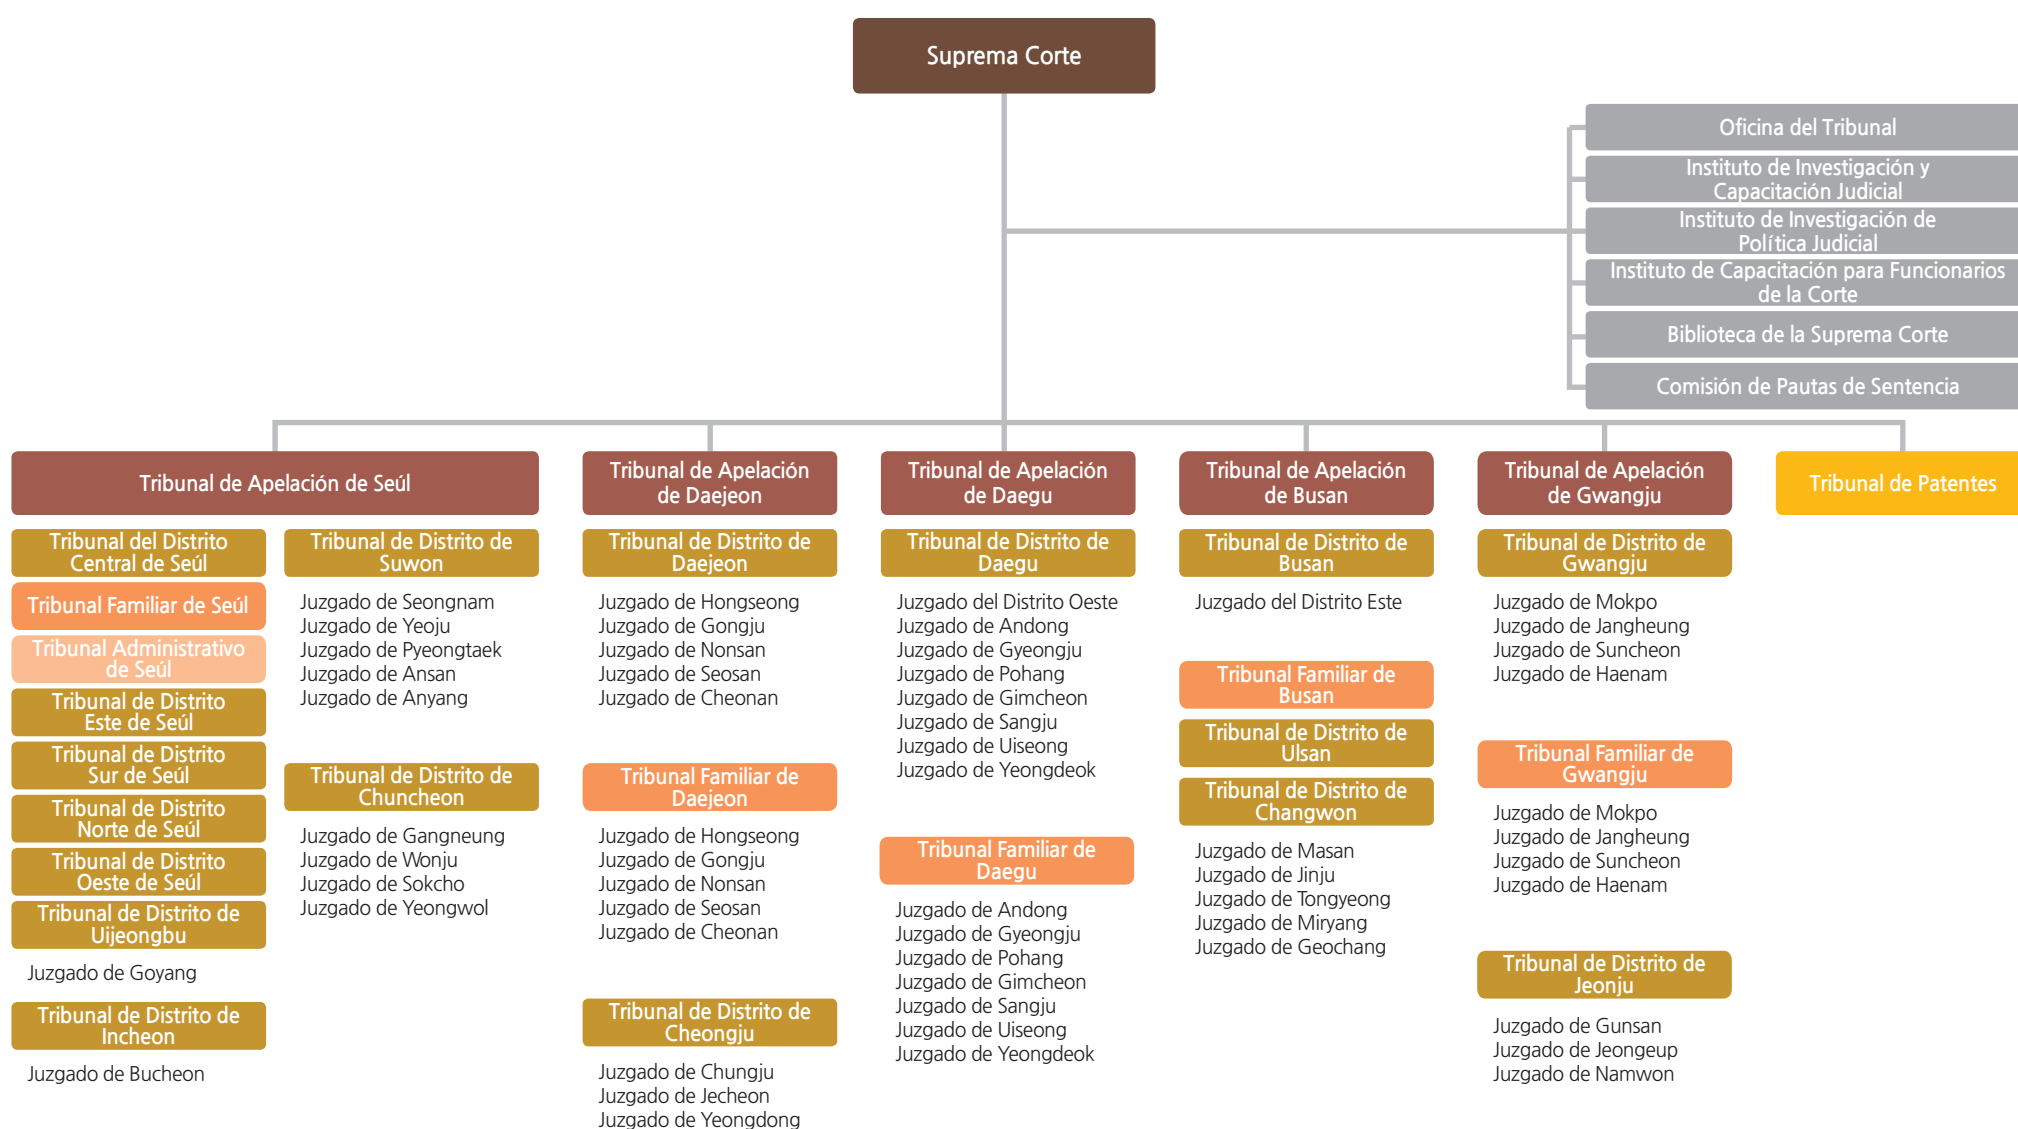 Suprema Corte
Oficina del Tribunal
Instituto de Investigación y
Capacitación Judicial
Instituto de Investigación de
Política Judicial
Instituto de Capacitación para Funcionarios
de la Corte
Biblioteca de la Suprema Corte
Comisión de Pautas de Sentencia
Tribunal de Apelación de Seúl
Tribunal del Distrito
Central de Seúl
Tribunal Familiar de Seúl
Tribunal Administrativo
de Seúl
Tribunal de Distrito
Este de Seúl
Tribunal de Distrito
Sur de Seúl
Tribunal de Distrito
Norte de Seúl
Tribunal de Distrito
Oeste de Seúl
Tribunal de Distrito de
Uijeongbu
Juzgado de Goyang
Tribunal de Distrito de
Incheon
Juzgado de Bucheon
Tribunal de Distrito de
Suwon
Juzgado de Seongnam
Juzgado de Yeoju
Juzgado de Pyeongtaek
Juzgado de Ansan
Juzgado de Anyang
Tribunal de Distrito de
Chuncheon
Juzgado de Gangneung
Juzgado de Wonju
Juzgado de Sokcho
Juzgado de Yeongwol
Tribunal de Apelación
de Daejeon
Tribunal de Distrito de
Daejeon
Juzgado de Hongseong
Juzgado de Gongju
Juzgado de Nonsan
Juzgado de Seosan
Juzgado de Cheonan
Tribunal Familiar de
Daejeon
Juzgado de Hongseong
Juzgado de Gongju
Juzgado de Nonsan
Juzgado de Seosan
Juzgado de Cheonan
Tribunal de Distrito de
Cheongju
Juzgado de Chungju
Juzgado de Jecheon
Juzgado de Yeongdong
Tribunal de Apelación
de Daegu
Tribunal de Distrito de
Daegu
Juzgado del Distrito Oeste
Juzgado de Andong
Juzgado de Gyeongju
Juzgado de Pohang
Juzgado de Gimcheon
Juzgado de Sangju
Juzgado de Uiseong
Juzgado de Yeongdeok
Tribunal Familiar de
Daegu
Juzgado de Andong
Juzgado de Gyeongju
Juzgado de Pohang
Juzgado de Gimcheon
Juzgado de Sangju
Juzgado de Uiseong
Juzgado de Yeongdeok
Tribunal de Apelación
de Busan
Tribunal de Distrito de
Busan
Juzgado del Distrito Este
Tribunal Familiar de
Busan
Tribunal de Distrito de
Ulsan
Tribunal de Distrito de
Changwon
Juzgado de Masan
Juzgado de Jinju
Juzgado de Tongyeong
Juzgado de Miryang
Juzgado de Geochang
Tribunal de Apelación
de Gwangju
Tribunal de Distrito de
Gwangju
Juzgado de Mokpo
Juzgado de Jangheung
Juzgado de Suncheon
Juzgado de Haenam
Tribunal Familiar de
Gwangju
Juzgado de Mokpo
Juzgado de Jangheung
Juzgado de Suncheon
Juzgado de Haenam
Tribunal de Distrito de
Jeonju
Juzgado de Gunsan
Juzgado de Jeongeup
Juzgado de Namwon
Tribunal de Patentes